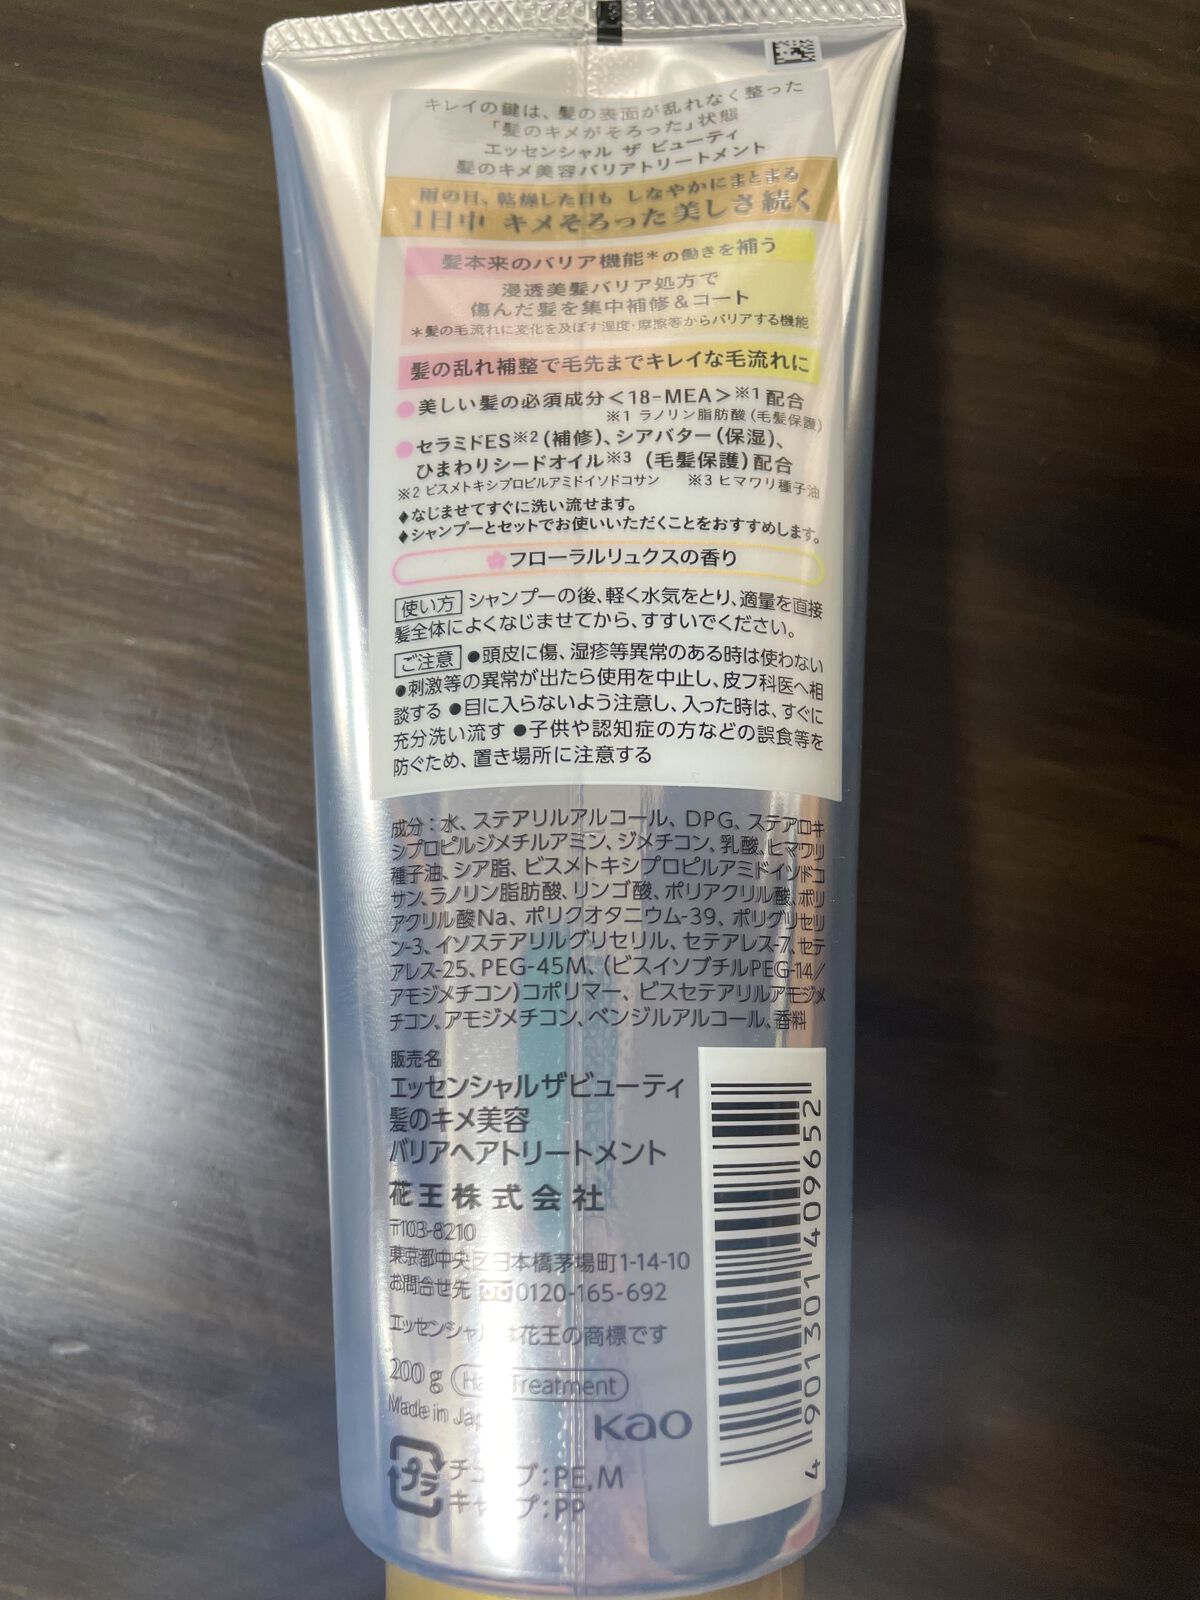 キレイの鍵は、髪の表面が乱れなく整った
「髪のキメがそろった」状態
エッセンシャル ザ ビューティ
髪のキメ美容バリアトリートメント
雨の日、乾燥した日も しなやかにまとまる
1日中 キメそろった美しさ続く
髪本来のバリア機能*の働きを補う
浸透美髪バリア処方で
傷んだ髪を集中補修&コート
*髪の毛流れに変化を及ぼす湿度・摩擦等からバリアする機能
髪の乱れ補整で毛先までキレイな毛流れに
●美しい髪の必須成分<18-MEA>※1配合
※1 ラノリン脂肪酸(毛髪保護)
●セラミドES※2(補修)、シアバター(保湿)、
ひまわりシードオイル※3(毛髪保護)配合
※2 ビスメトキシプロピルアミドイソドコサン ※3 ヒマワリ種子油
♦なじませてすぐに洗い流せます。
♦シャンプーとセットでお使いいただくことをおすすめします。
フローラルリュクスの香り
使い方 シャンプーの後、軽く水気をとり、適量を直接
髪全体によくなじませてから、すすいでください。
ご注意 ●頭皮に傷、湿疹等異常のある時は使わない
●刺激等の異常が出たら使用を中止し、皮フ科医へ相
談する ●目に入らないよう注意し、入った時は、すぐに
充分洗い流す ●子供や認知症の方などの誤食等を
防ぐため、置き場所に注意する
成分：水、ステアリルアルコール、DPG、ステアロキ
シプロピルジメチルアミン、ジメチコン、乳酸、ヒマワリ
種子油、シア脂、ビスメトキシプロピルアミドイソドコ
サン、ラノリン脂肪酸、リンゴ酸、ポリアクリル酸、ポリ
アクリル酸Na、ポリクオタニウム-39、ポリグリセリ
ン-3、イソステアリルグリセリル、セテアレス-7、セテ
アレス-25、PEG-45M、(ビスイソブチルPEG-14/
アモジメチコン)コポリマー、ビスセテアリルアモジメ
チコン、アモジメチコン、ベンジルアルコール、香料
販売名
エッセンシャルザビューティ
髪のキメ美容
バリアヘアトリートメント
花王株式会社
〒103-8210
東京都中央区日本橋茅場町1-14-10
お問合せ先 0120-165-692
エッセンシャルは花王の商標です
200g Hair Treatment
Made in Japan
Kao
プラ
チューブ:PE,M
キャップ:PP
4 901301 409652